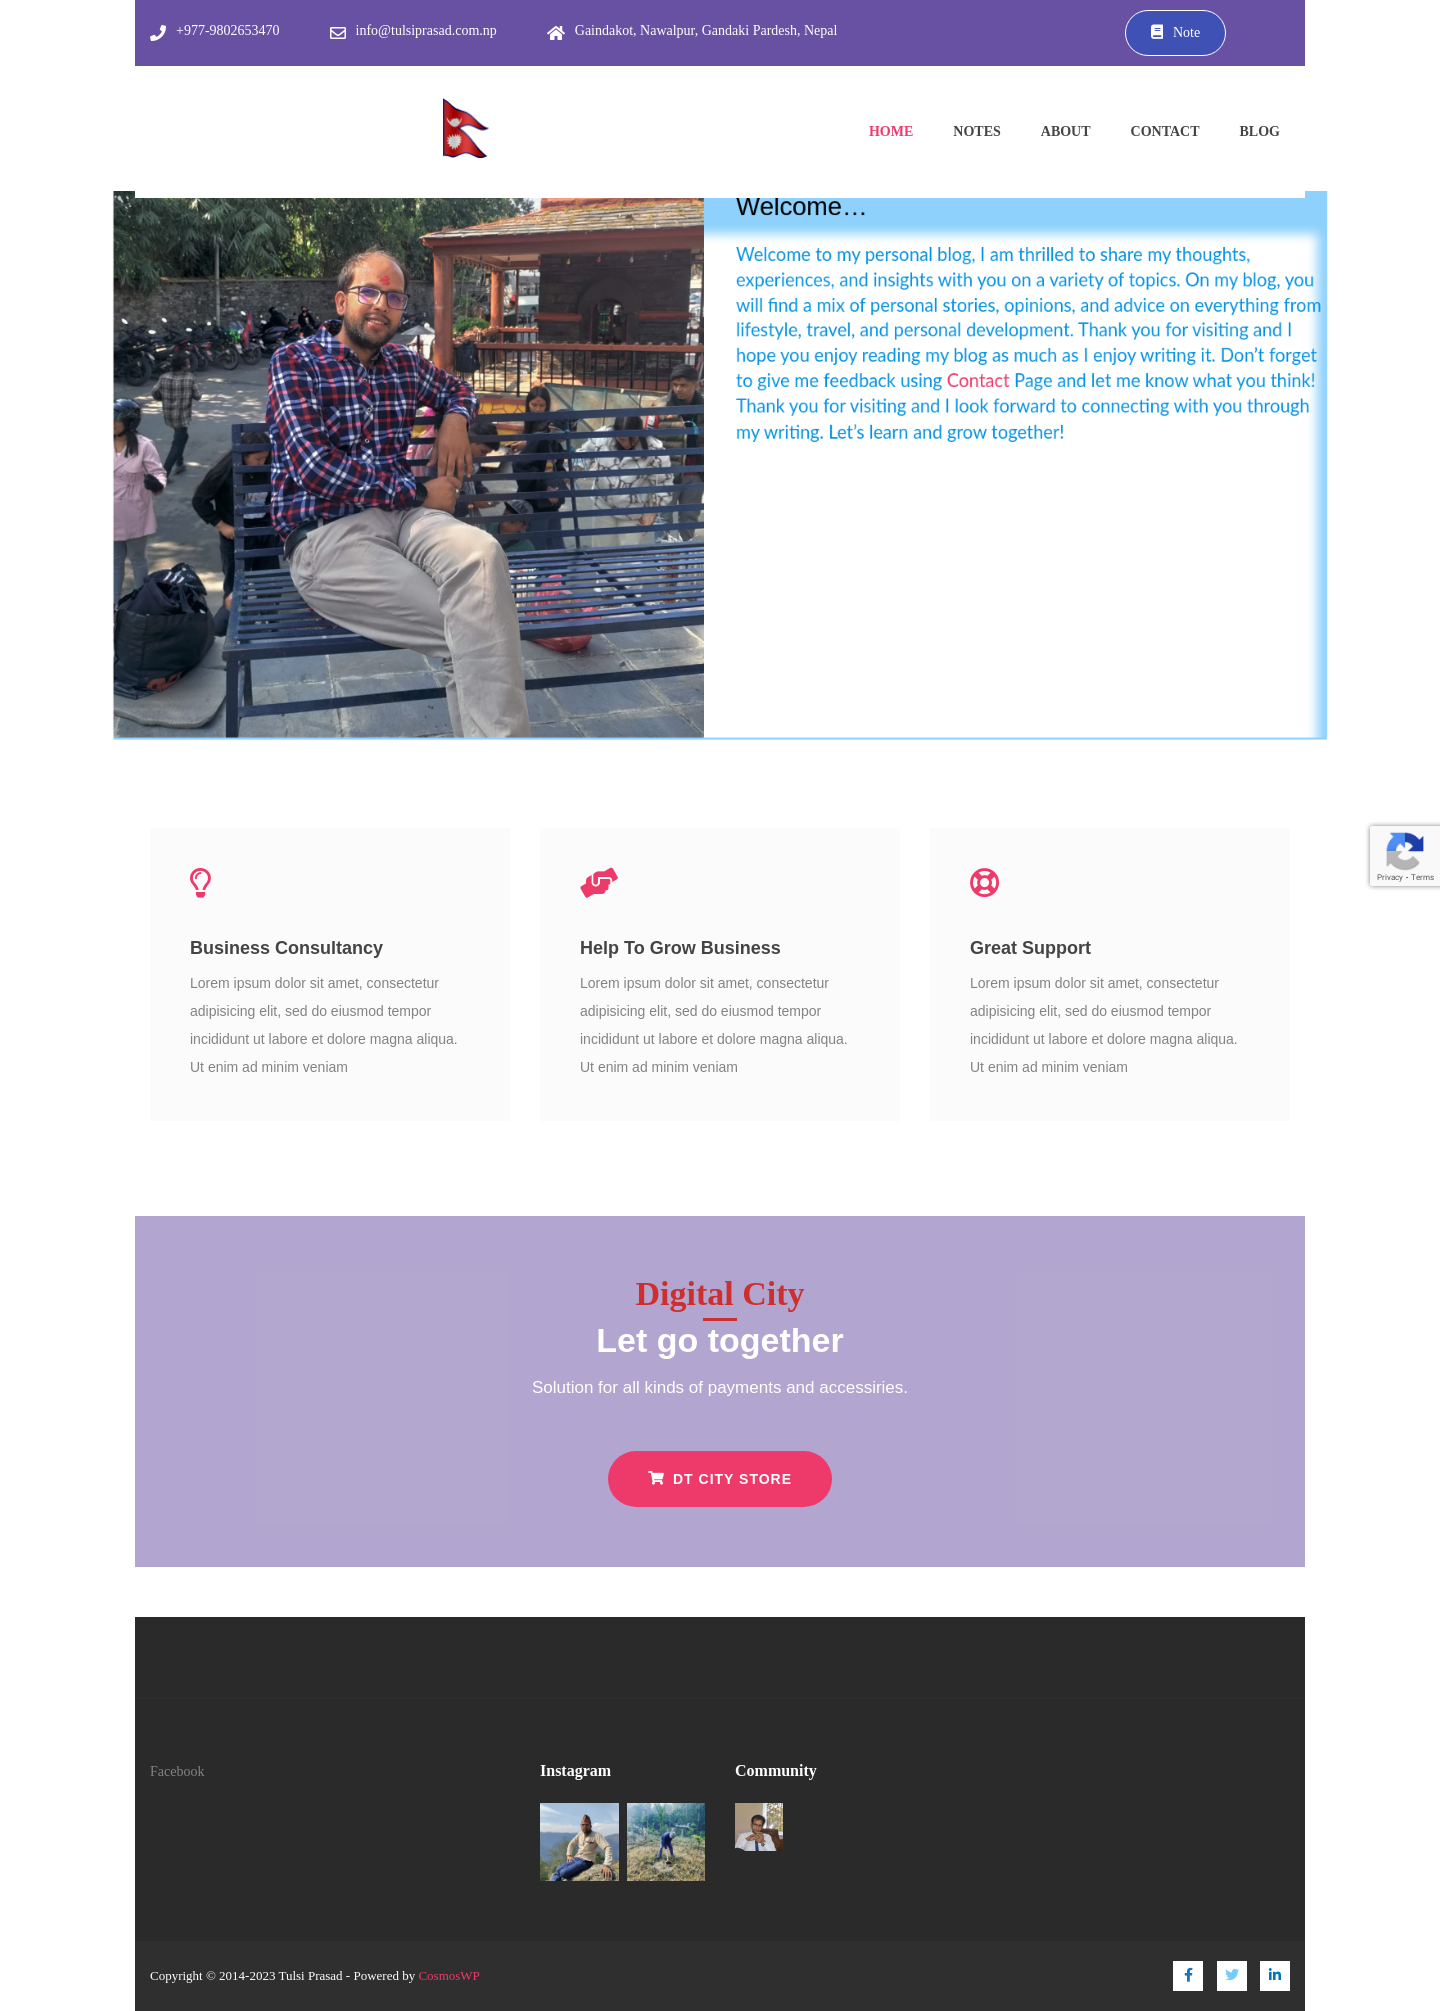 +977-9802653470
info@tulsiprasad.com.np
Gaindakot, Nawalpur, Gandaki Pardesh, Nepal
Note
HOME
NOTES
ABOUT
CONTACT
BLOG
Welcome…
Welcome to my personal blog, I am thrilled to share my thoughts,
experiences, and insights with you on a variety of topics. On my blog, you
will find a mix of personal stories, opinions, and advice on everything from
lifestyle, travel, and personal development. Thank you for visiting and I
hope you enjoy reading my blog as much as I enjoy writing it. Don’t forget
to give me feedback using Contact Page and let me know what you think!
Thank you for visiting and I look forward to connecting with you through
my writing. Let’s learn and grow together!
Privacy - Terms
Business Consultancy
Lorem ipsum dolor sit amet, consectetur
adipisicing elit, sed do eiusmod tempor
incididunt ut labore et dolore magna aliqua.
Ut enim ad minim veniam
Help To Grow Business
Lorem ipsum dolor sit amet, consectetur
adipisicing elit, sed do eiusmod tempor
incididunt ut labore et dolore magna aliqua.
Ut enim ad minim veniam
Great Support
Lorem ipsum dolor sit amet, consectetur
adipisicing elit, sed do eiusmod tempor
incididunt ut labore et dolore magna aliqua.
Ut enim ad minim veniam
Digital City
Let go together
Solution for all kinds of payments and accessiries.
DT CITY STORE
Facebook
Instagram
Community
Copyright © 2014-2023 Tulsi Prasad - Powered by CosmosWP